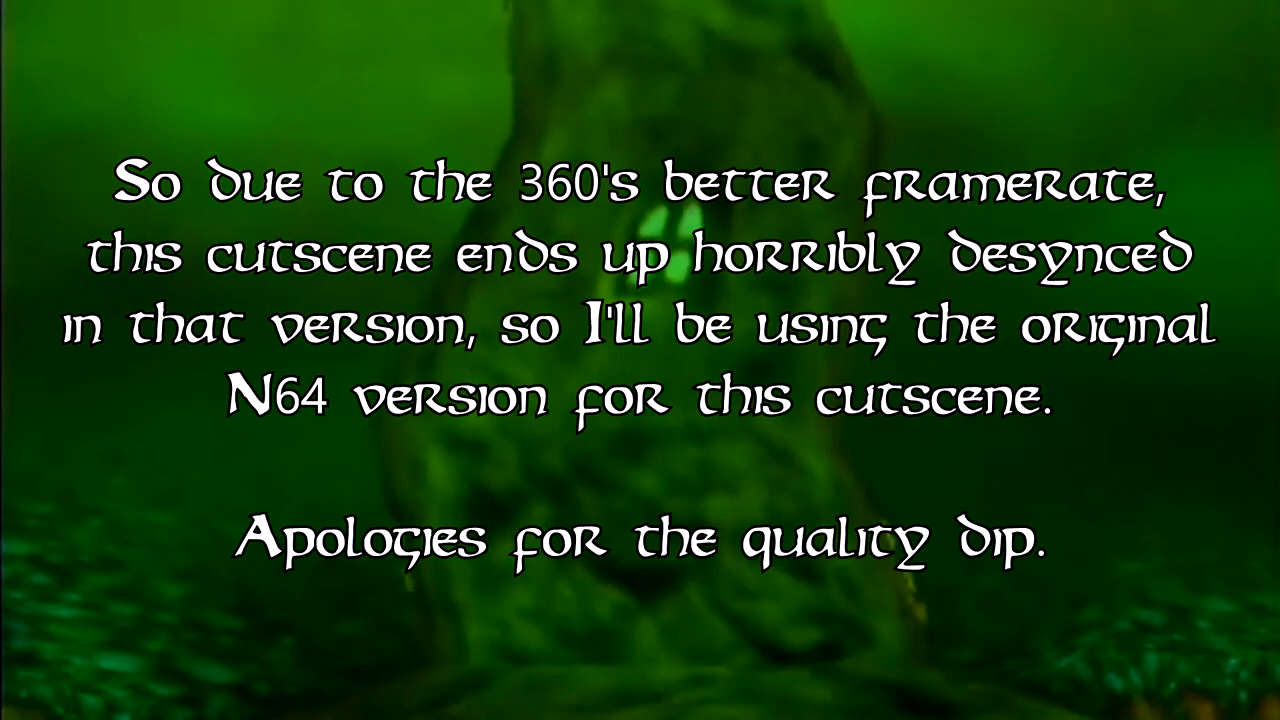 So due to the 360's better framerate,
this cutscene ends up horribly desynced
in that version, so I'll be using the original
N64 version for this cutscene.
Apologies for the quality dip.